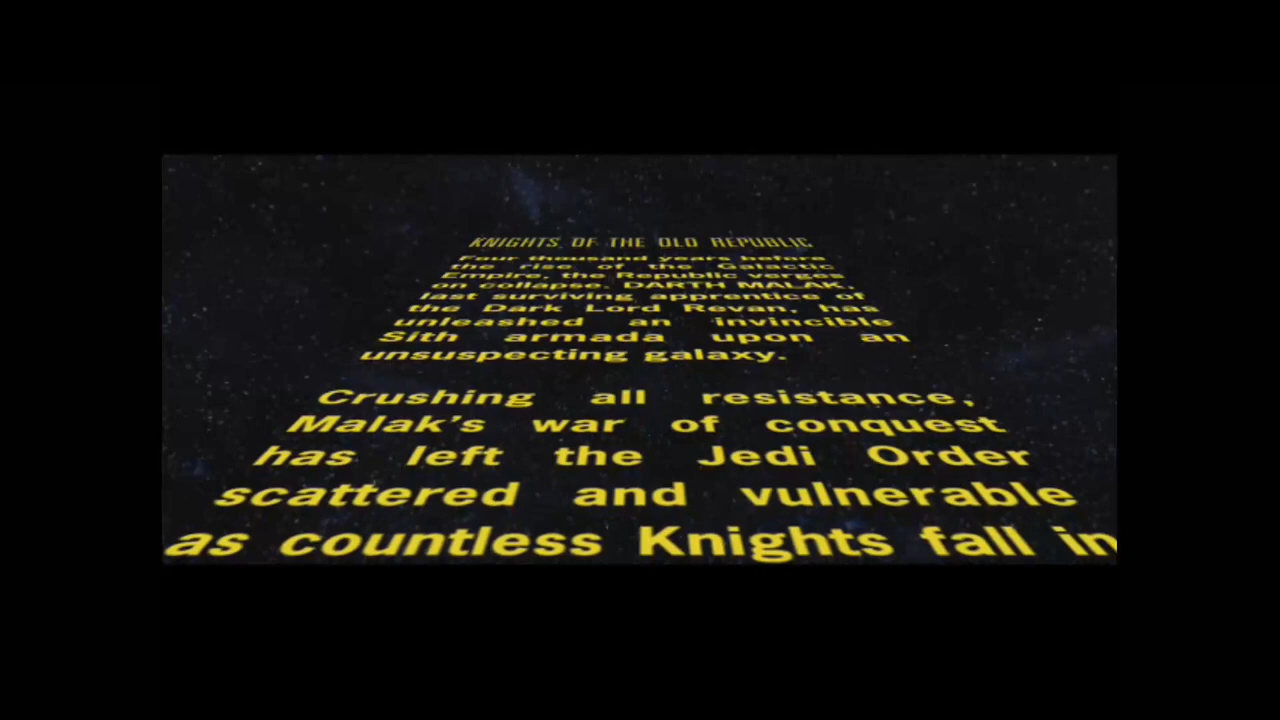 KNIGHTS OF THE OLD REPUBLIC
Four thousand years before
the rise of the Galactic
Empire, the Republic verges
on collapse. DARTH MALAK,
last surviving apprentice of
the Dark Lord Revan, has
unleashed an invincible
Sith armada upon an
unsuspecting galaxy.
Crushing all resistance,
Malak's war of conquest
has left the Jedi Order
scattered and vulnerable
as countless Knights fall in